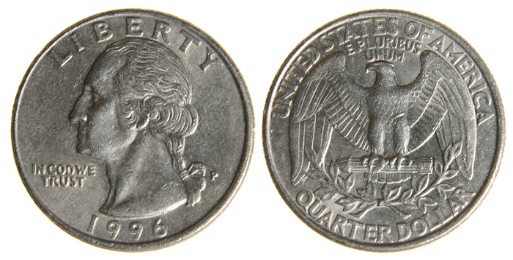 LIBERTY
IN GOD WE
TRUST
P
1996
UNITED STATES OF AMERICA
E PLURIBUS
UNUM
QUARTER DOLLAR